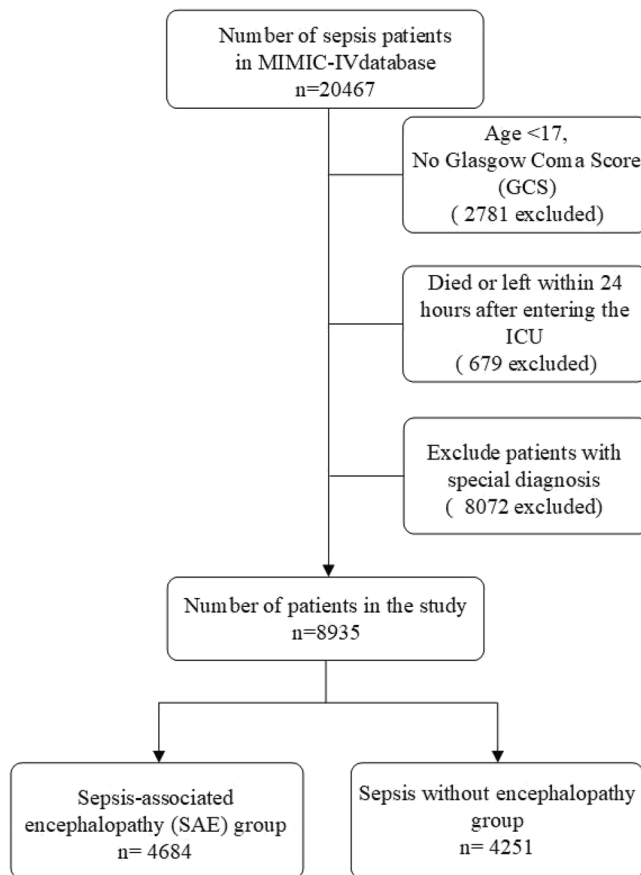 Number of sepsis patients
in MIMIC-IVdatabase
n=20467
Age <17,
No Glasgow Coma Score
(GCS)
( 2781 excluded)
Died or left within 24
hours after entering the
ICU
( 679 excluded)
Exclude patients with
special diagnosis
( 8072 excluded)
Number of patients in the study
n=8935
Sepsis-associated
encephalopathy (SAE) group
n= 4684
Sepsis without encephalopathy
group
n= 4251